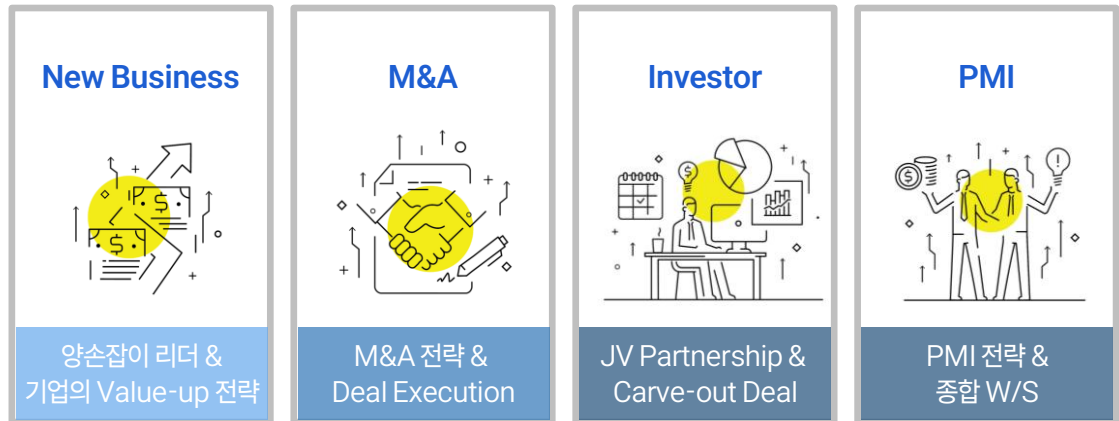 New Business
양손잡이 리더 &
기업의 Value-up 전략
M&A
M&A 전략 &
Deal Execution
Investor
JV Partnership &
Carve-out Deal
PMI
PMI 전략 &
종합 W/S